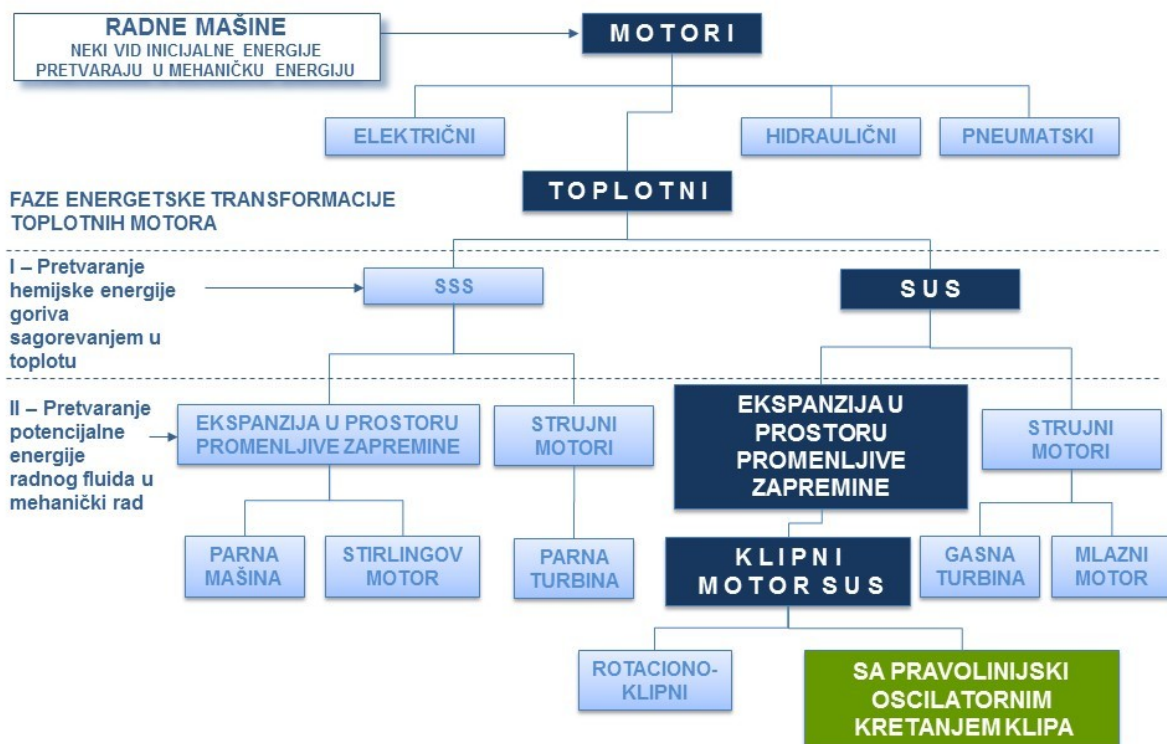 RADNE MAŠINE
NEKI VID INICIJALNE ENERGIJE
PRETVARAJU U MEHANIČKU ENERGIJU
MOTORI
ELEKTRIČNI
HIDRAULIČNI
PNEUMATSKI
FAZE ENERGETSKE TRANSFORMACIJE
TOPLOTNIH MOTORA
TOPLOTNI
I – Pretvaranje
hemijske energije
goriva
sagorevanjem u
toplotu
SSS
SUS
II – Pretvaranje
potencijalne
energije
radnog fluida u
mehanički rad
EKSPANZIJA U PROSTORU
PROMENLJIVE ZAPREMINE
STRUJNI
MOTORI
EKSPANZIJA U
PROSTORU
PROMENLJIVE
ZAPREMINE
STRUJNI
MOTORI
PARNA
MAŠINA
STIRLINGOV
MOTOR
PARNA
TURBINA
KLIPNI
MOTOR SUS
GASNA
TURBINA
MLAZNI
MOTOR
ROTACIONO-
KLIPNI
SA PRAVOLINIJSKI
OSCILATORNIM
KRETANJEM KLIPA